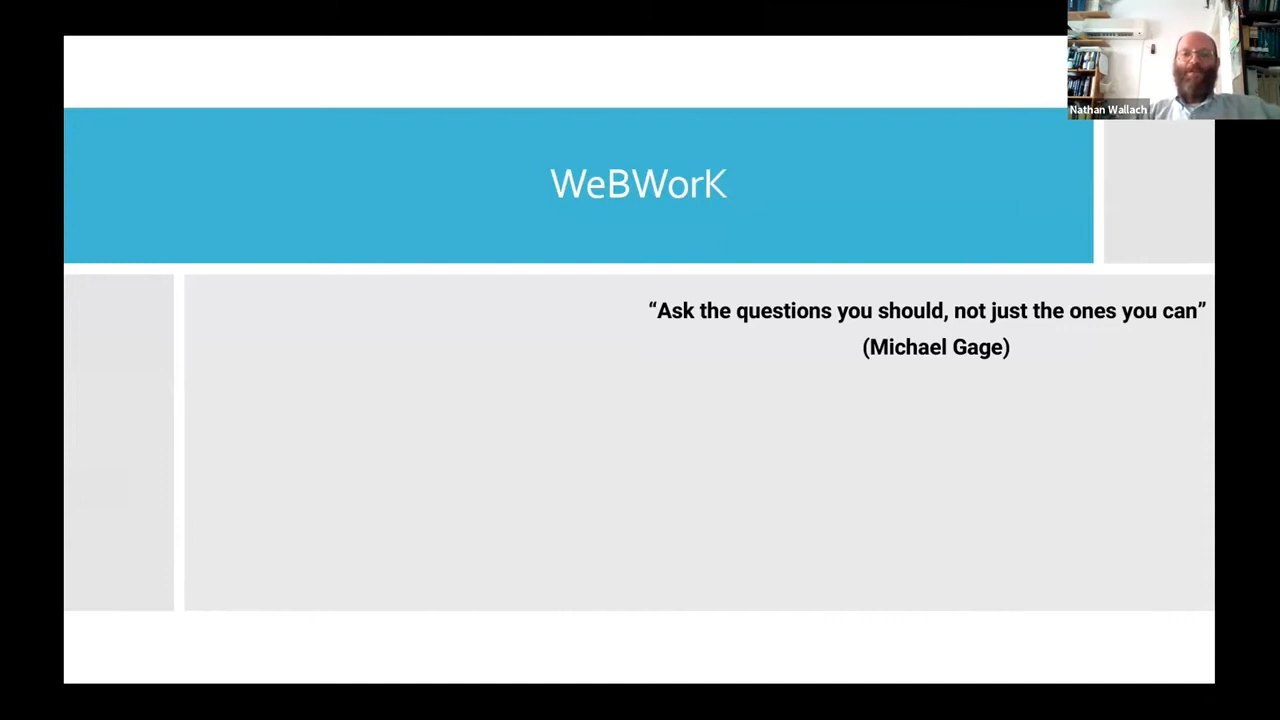 Nathan Wallach
WeBWorK
“Ask the questions you should, not just the ones you can”
(Michael Gage)